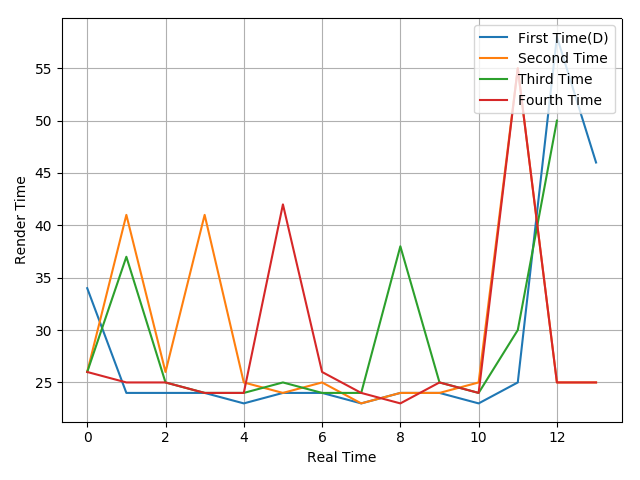 First Time(D)
Second Time
Third Time
Fourth Time
55
50
45
40
35
30
25
Render Time
0 2 4 6 8 10 12
Real Time